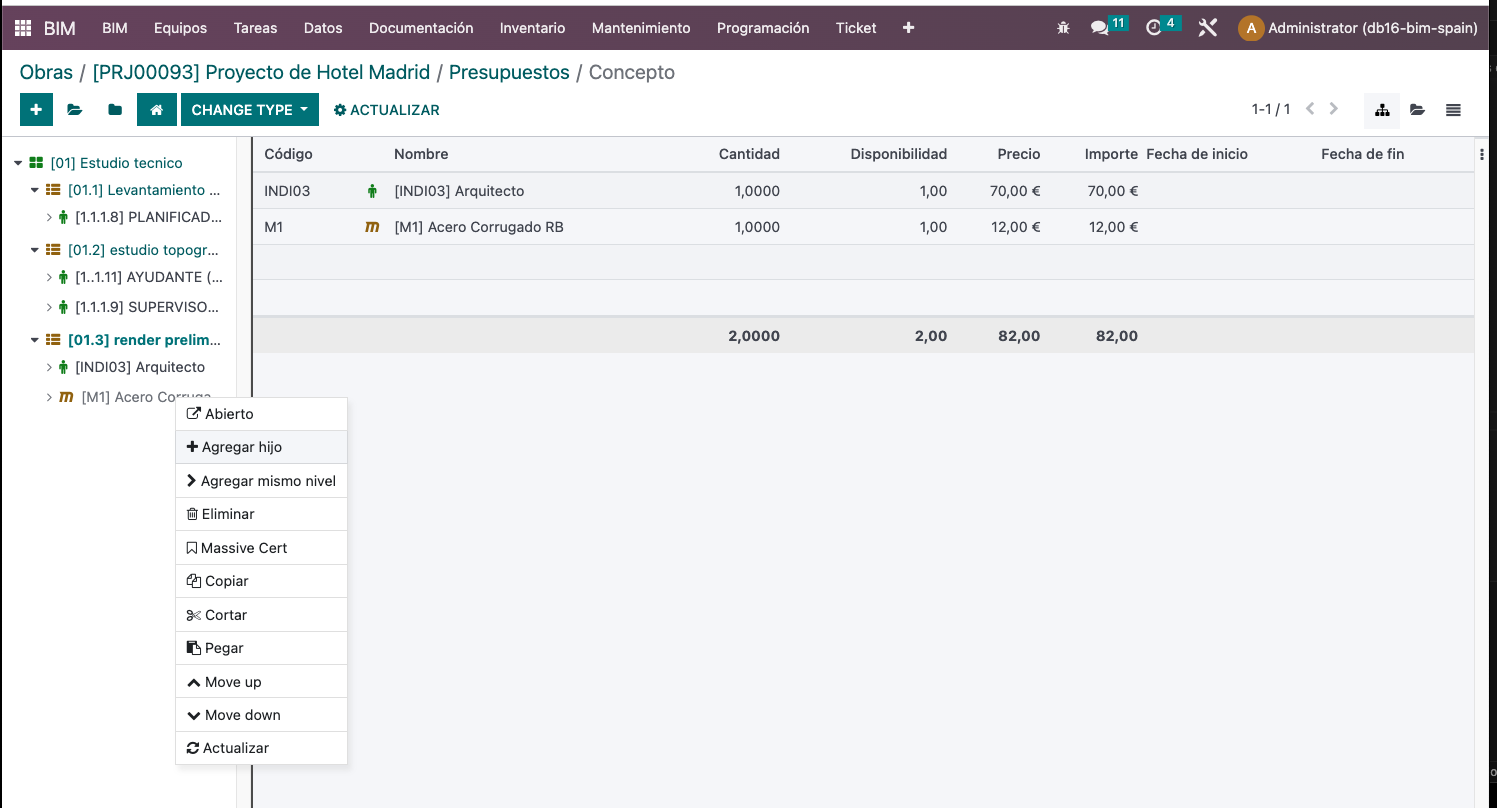 BIM BIM Equipos Tareas Datos Documentación Inventario Mantenimiento Programación Ticket 11 4 A Administrator (db16-bim-spain)
Obras / [PRJ00093] Proyecto de Hotel Madrid / Presupuestos / Concepto
CHANGE TYPE ACTUALIZAR 1-1 / 1
Código Nombre Cantidad Disponibilidad Precio Importe Fecha de inicio Fecha de fin
[01] Estudio tecnico
[01.1] Levantamiento ...
[1.1.1.8] PLANIFICAD...
[01.2] estudio topogr...
[1..1.11] AYUDANTE (...
[1.1.1.9] SUPERVISO...
[01.3] render prelim...
[INDI03] Arquitecto
[M1] Acero Corruga
INDI03 [INDI03] Arquitecto 1,0000 1,00 70,00 € 70,00 €
M1 m [M1] Acero Corrugado RB 1,0000 1,00 12,00 € 12,00 €
2,0000 2,00 82,00 82,00
Abierto
Agregar hijo
Agregar mismo nivel
Eliminar
Massive Cert
Copiar
Cortar
Pegar
Move up
Move down
Actualizar